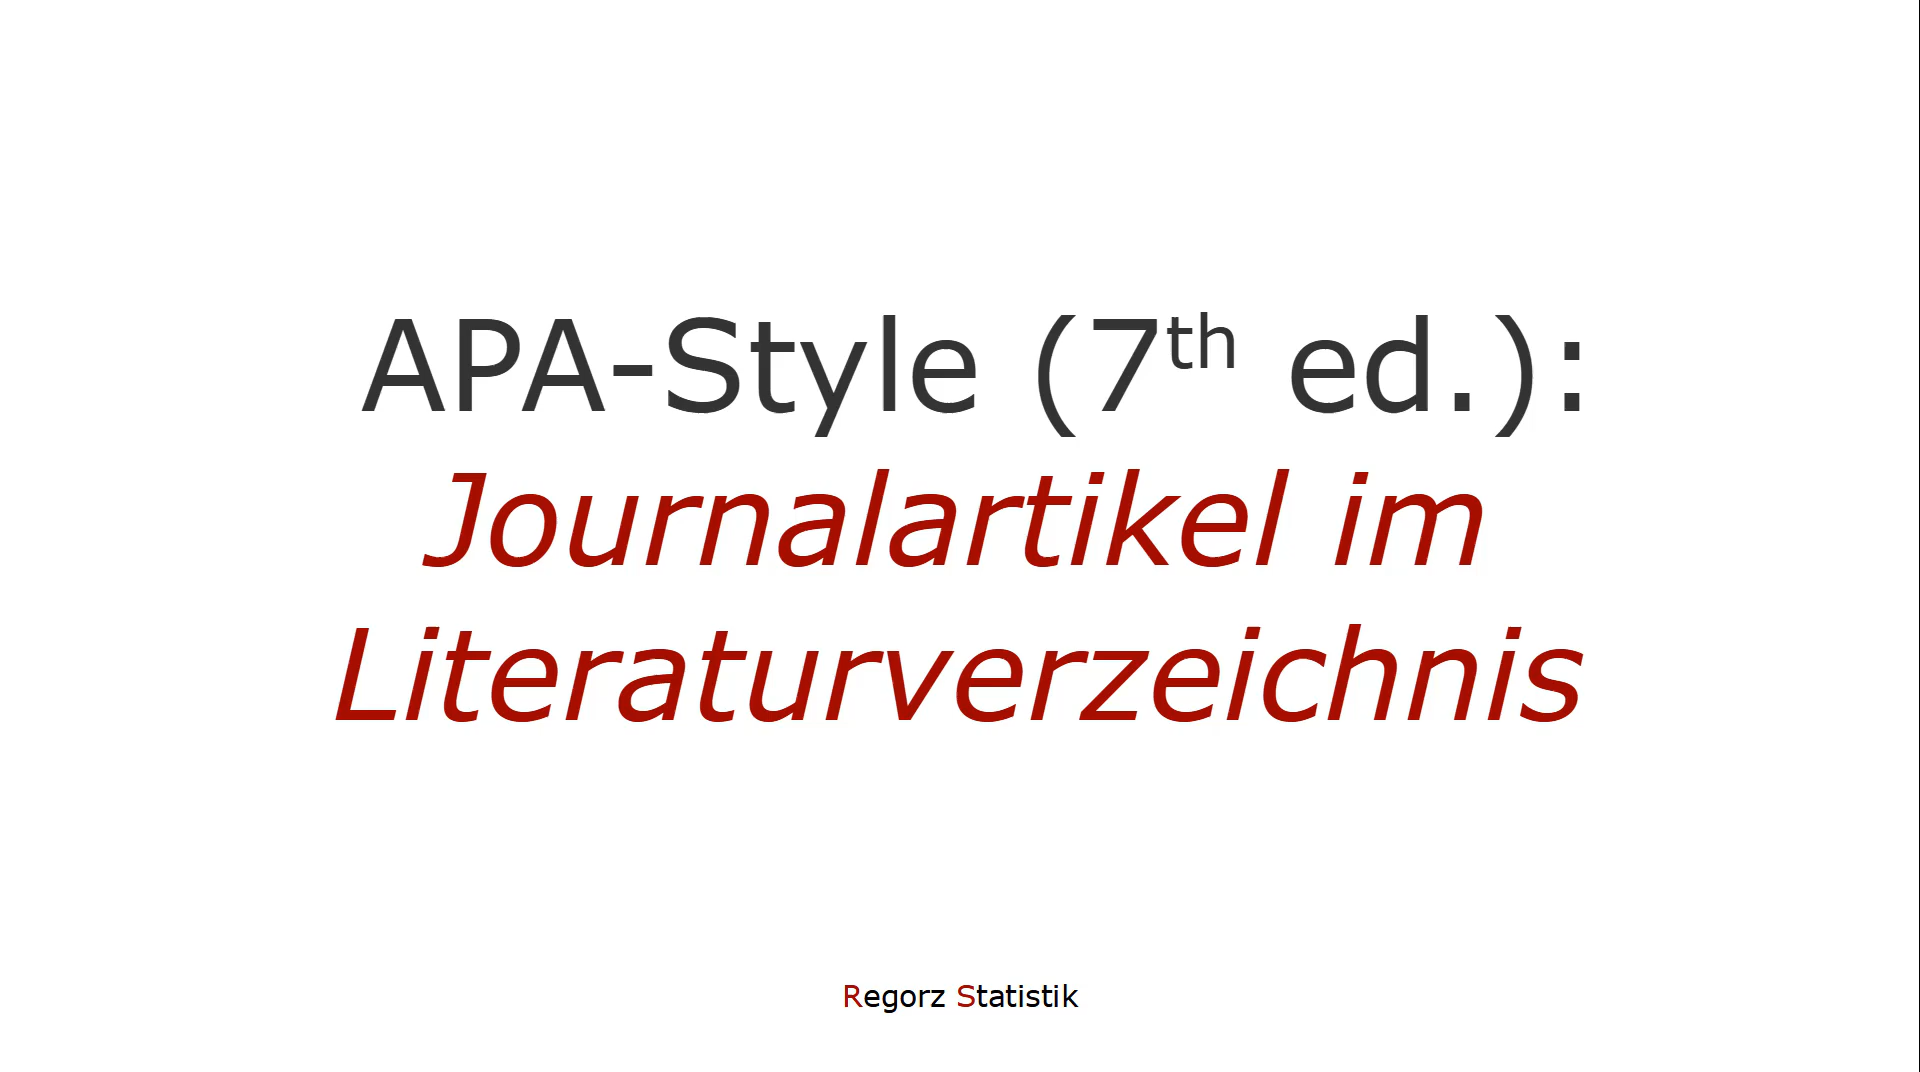 APA-Style (7th ed.):
Journalartikel im
Literaturverzeichnis
Regorz Statistik